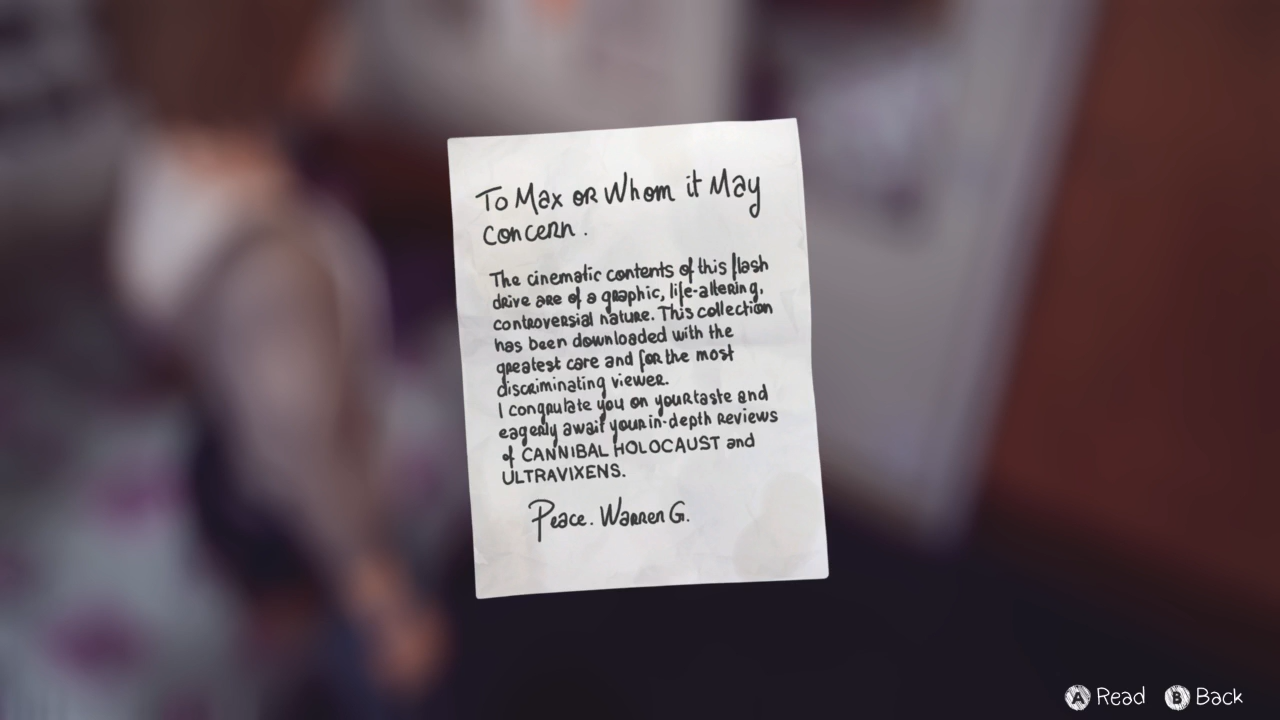 To Max or Whom it May
concern.
The cinematic contents of this flash
drive are of a graphic, life-altering,
controversial nature. This collection
has been downloaded with the
greatest care and for the most
discriminating viewer.
I congrulate you on your taste and
eagerly await your in-depth reviews
of CANNIBAL HOLOCAUST and
ULTRAVIXENS.
Peace. Warren G.
A Read B Back